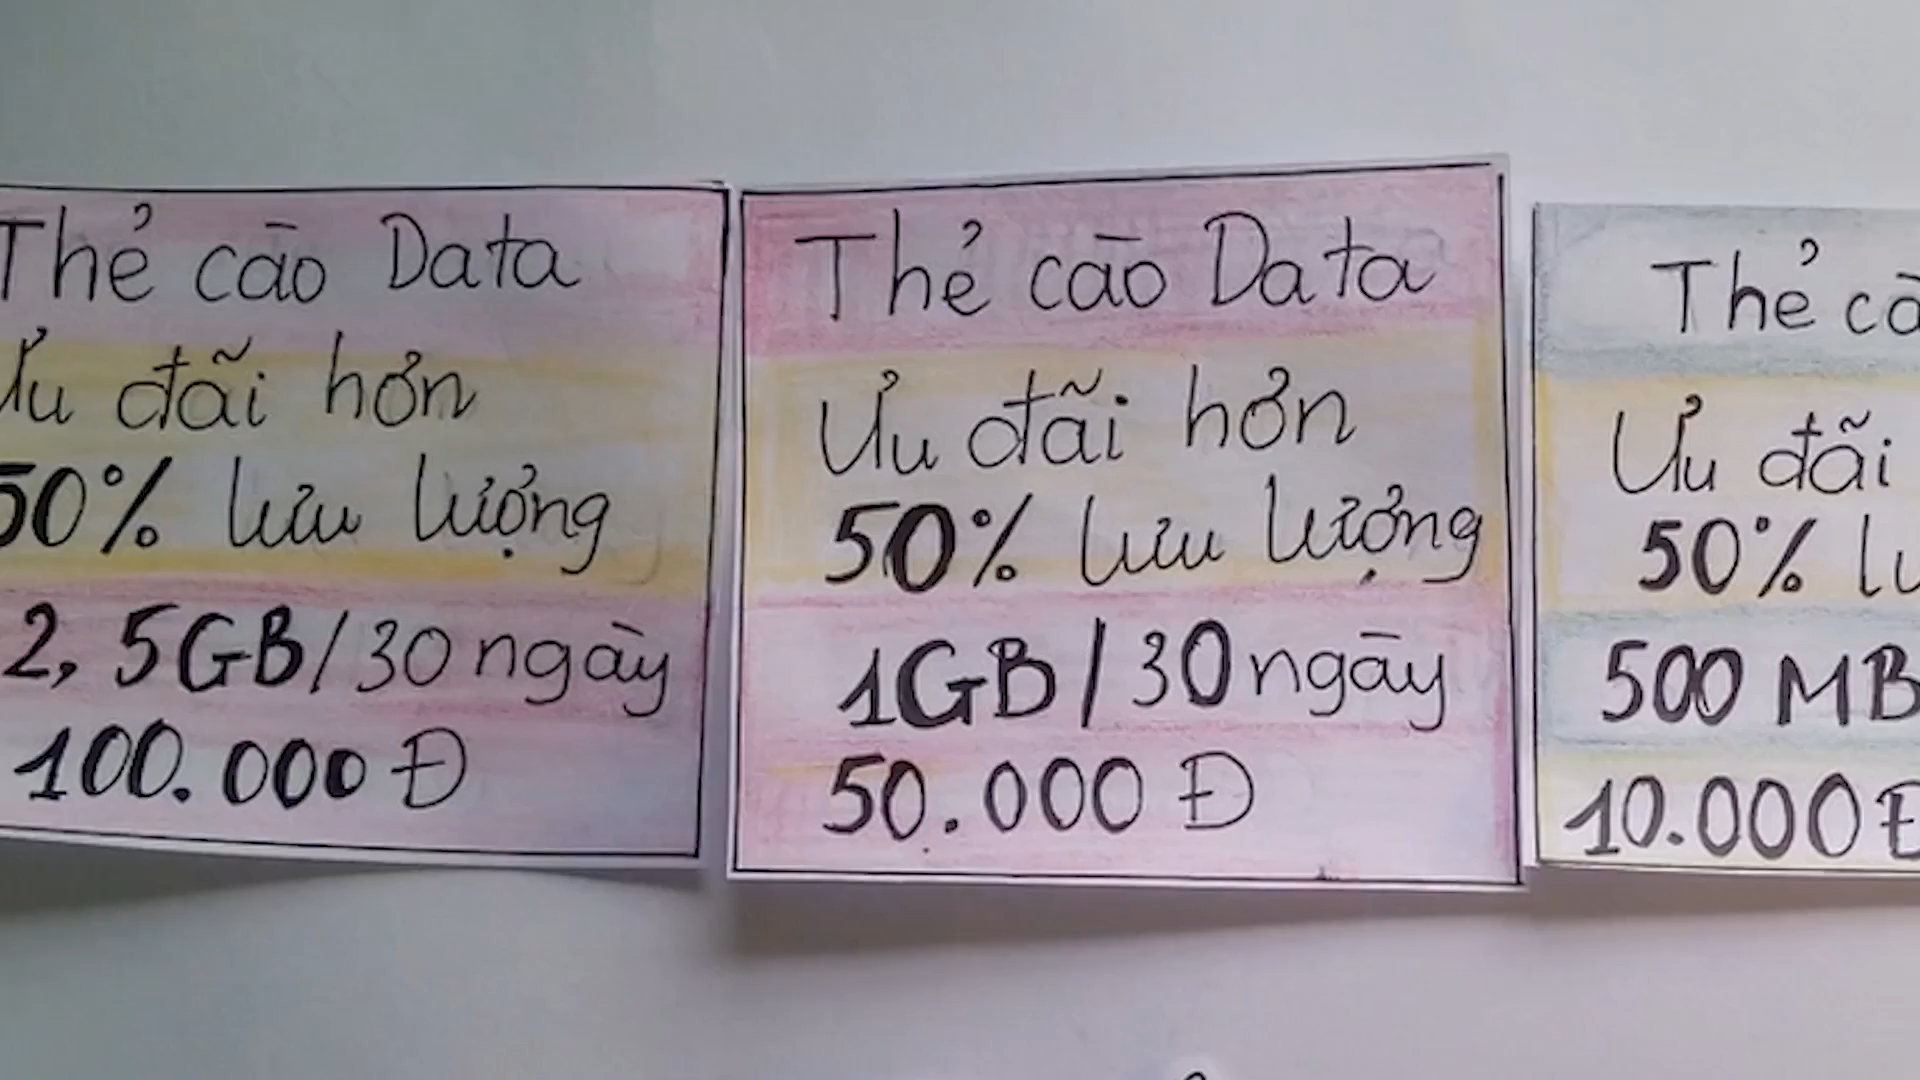 Thẻ cào Data
Ưu đãi hơn
50% lưu lượng
2,5GB/30 ngày
100.000 Đ
Thẻ cào Data
Ưu đãi hơn
50% lưu lượng
1GB/30 ngày
50.000 Đ
Thẻ cà
Ưu đãi
50% lư
500 MB
10.000 Đ